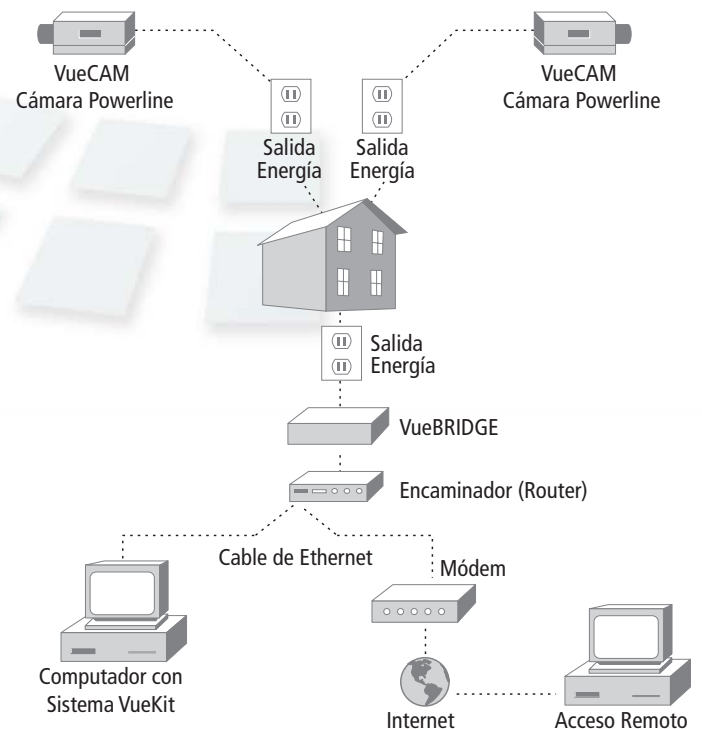 VueCAM
Cámara Powerline
VueCAM
Cámara Powerline
Salida
Energía
Salida
Energía
Salida
Energía
VueBRIDGE
Encaminador (Router)
Cable de Ethernet
Módem
Computador con
Sistema VueKit
Internet
Acceso Remoto